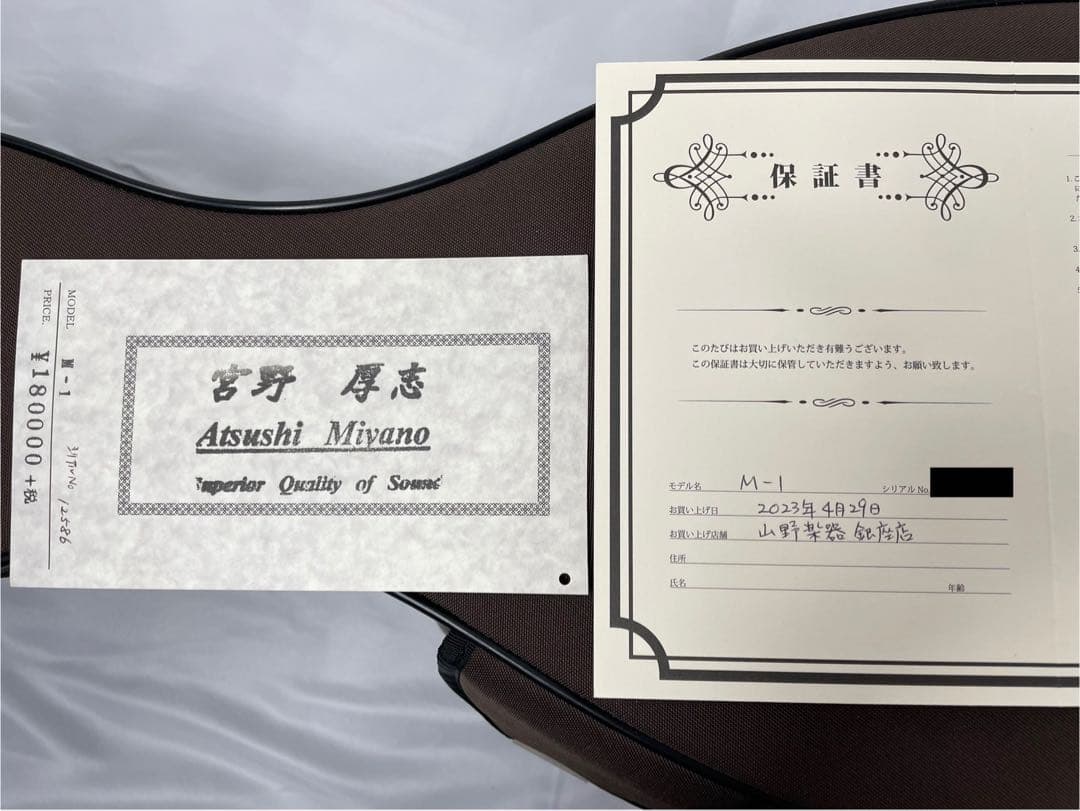 MODEL M-1 シリアルNo 12586
PRICE. ¥180000+税
宮野 厚志
Atsushi Miyano
Superior Quality of Sound
保証書
このたびはお買い上げいただき有難うございます。
この保証書は大切に保管していただきますよう、お願い致します。
モデル名 M-1 シリアルNo
お買い上げ日 2023年4月29日
お買い上げ店舗 山野楽器 銀座店
住所
氏名 年齢
1.
2.
3.
4.